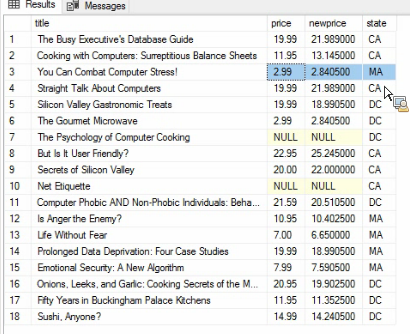 Results Messages
title price newprice state
1 The Busy Executive's Database Guide 19.99 21.989000 CA
2 Cooking with Computers: Surreptitious Balance Sheets 11.95 13.145000 CA
3 You Can Combat Computer Stress! 2.99 2.840500 MA
4 Straight Talk About Computers 19.99 21.989000 CA
5 Silicon Valley Gastronomic Treats 19.99 18.990500 DC
6 The Gourmet Microwave 2.99 2.840500 DC
7 The Psychology of Computer Cooking NULL NULL DC
8 But Is It User Friendly? 22.95 25.245000 CA
9 Secrets of Silicon Valley 20.00 22.000000 CA
10 Net Etiquette NULL NULL CA
11 Computer Phobic AND Non-Phobic Individuals: Beha... 21.59 20.510500 DC
12 Is Anger the Enemy? 10.95 10.402500 MA
13 Life Without Fear 7.00 6.650000 MA
14 Prolonged Data Deprivation: Four Case Studies 19.99 18.990500 MA
15 Emotional Security: A New Algorithm 7.99 7.590500 MA
16 Onions, Leeks, and Garlic: Cooking Secrets of the M... 20.95 19.902500 DC
17 Fifty Years in Buckingham Palace Kitchens 11.95 11.352500 DC
18 Sushi, Anyone? 14.99 14.240500 DC